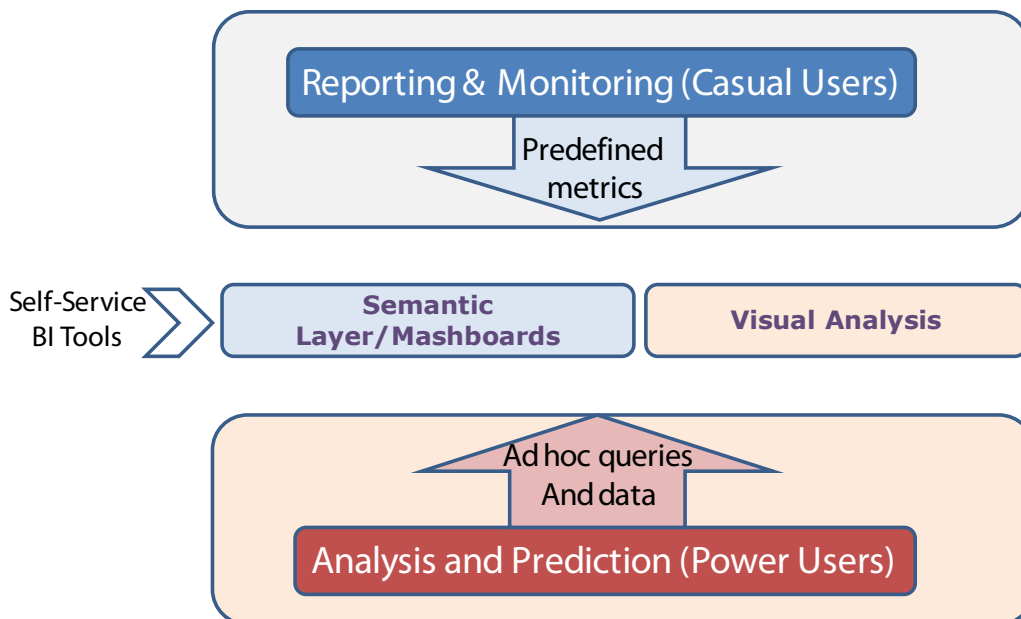 Reporting & Monitoring (Casual Users)
Predefined
metrics
Self-Service
BI Tools
Semantic
Layer/Mashboards
Visual Analysis
Ad hoc queries
And data
Analysis and Prediction (Power Users)